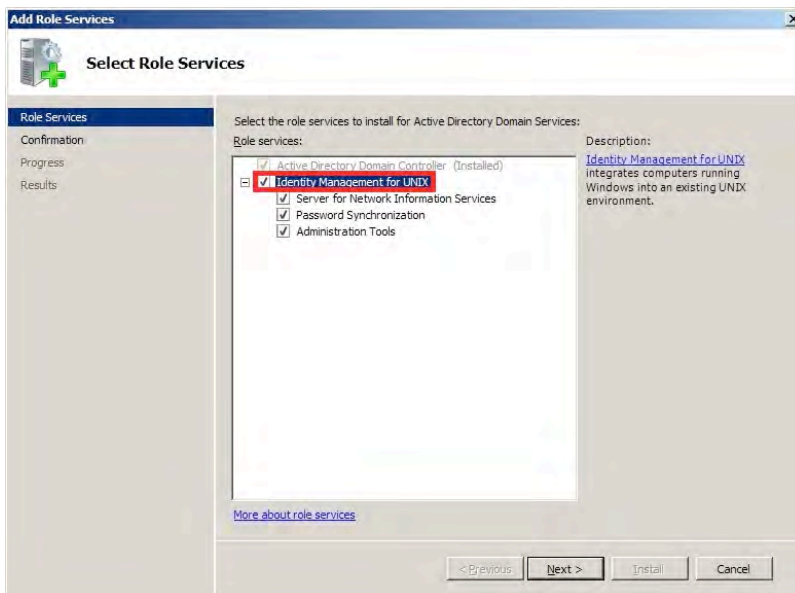 Add Role Services
Select Role Services
Role Services
Confirmation
Progress
Results
Select the role services to install for Active Directory Domain Services:
Role services:
Active Directory Domain Controller (Installed)
Identity Management for UNIX
Server for Network Information Services
Password Synchronization
Administration Tools
More about role services
Description:
Identity Management for UNIX
integrates computers running
Windows into an existing UNIX
environment.
< Previous
Next >
Install
Cancel